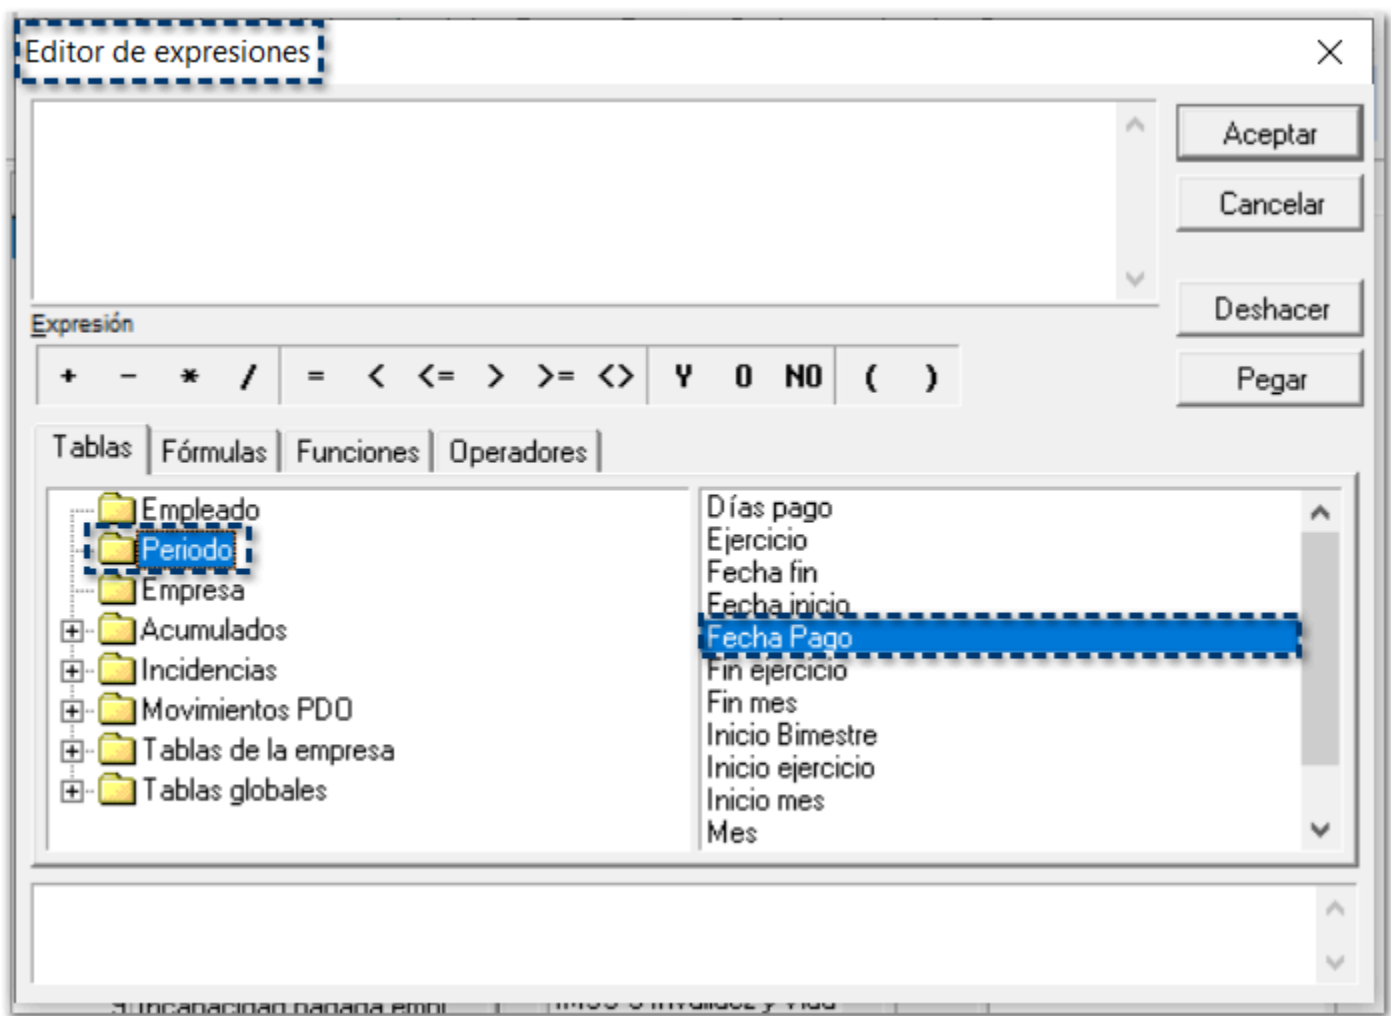 Editor de expresiones
Aceptar
Cancelar
Deshacer
Pegar
Expresión
+ - * / = < <= > >= <> Y O NO ( )
Tablas Fórmulas Funciones Operadores
Empleado
Periodo
Empresa
Acumulados
Incidencias
Movimientos PDO
Tablas de la empresa
Tablas globales
Días pago
Ejercicio
Fecha fin
Fecha inicio
Fecha Pago
Fin ejercicio
Fin mes
Inicio Bimestre
Inicio ejercicio
Inicio mes
Mes